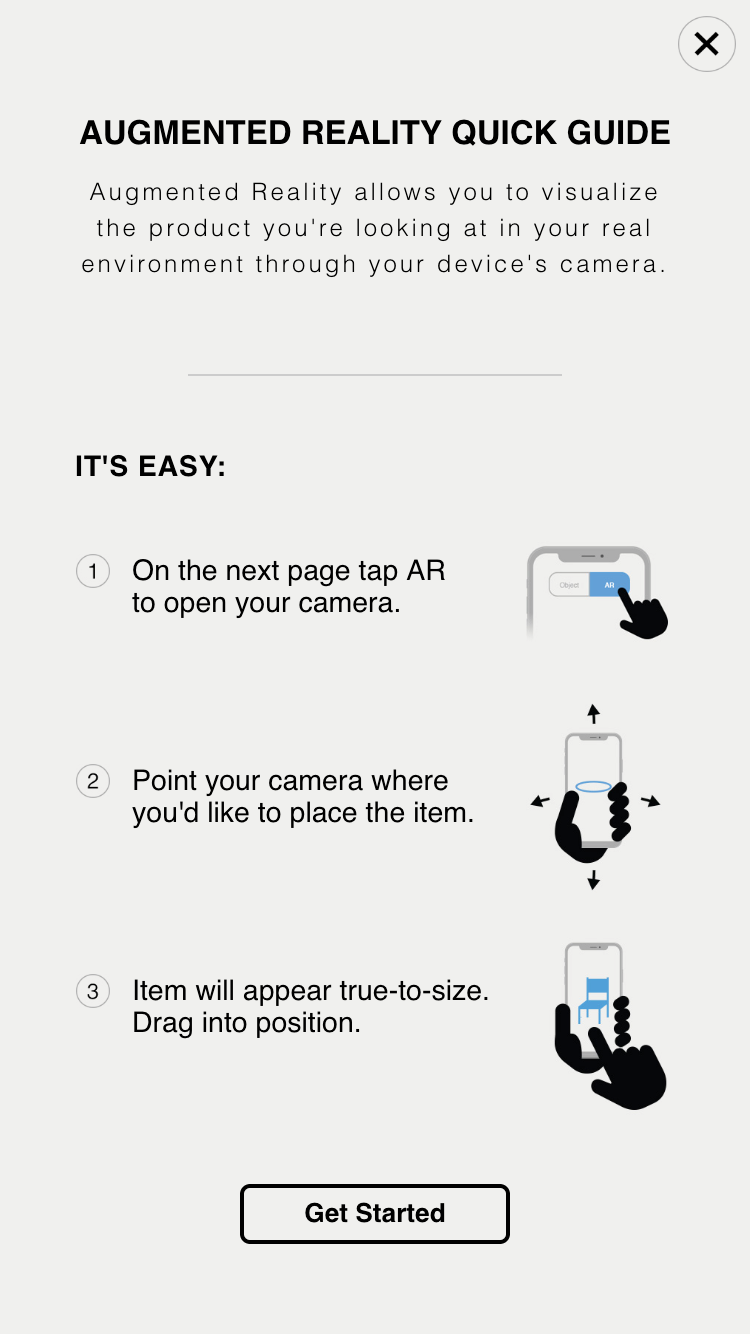 AUGMENTED REALITY QUICK GUIDE
Augmented Reality allows you to visualize
the product you're looking at in your real
environment through your device's camera.
IT'S EASY:
1 On the next page tap AR
to open your camera.
Object AR
2 Point your camera where
you'd like to place the item.
3 Item will appear true-to-size.
Drag into position.
Get Started